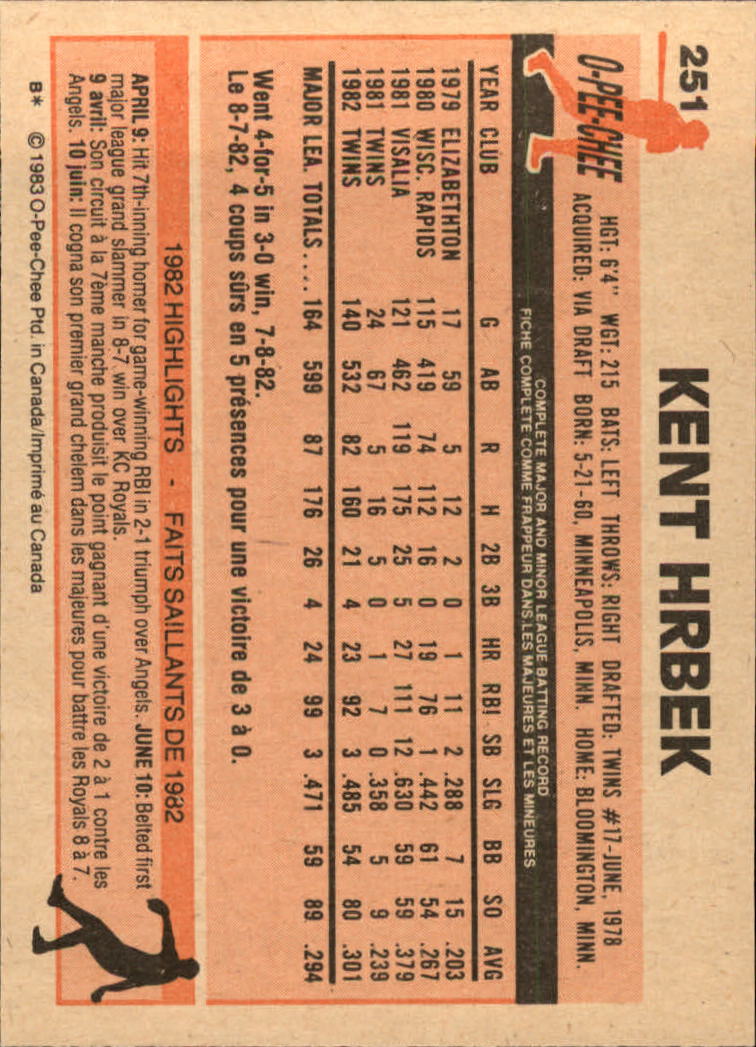 251
KENT HRBEK
O-PEE-CHEE
HGT: 6'4" WGT: 215 BATS: LEFT THROWS: RIGHT DRAFTED: TWINS #17-JUNE, 1978
ACQUIRED: VIA DRAFT BORN: 5-21-60, MINNEAPOLIS, MINN. HOME: BLOOMINGTON, MINN.
COMPLETE MAJOR AND MINOR LEAGUE BATTING RECORD
FICHE COMPLÈTE COMME FRAPPEUR DANS LES MAJEURES ET LES MINEURES
YEAR CLUB G AB R H 2B 3B HR RBI SB SLG BB SO AVG
1979 ELIZABETHTON 17 59 5 12 2 0 1 11 2 .288 7 15 .203
1980 WISC. RAPIDS 115 419 74 112 16 0 19 76 1 .442 61 54 .267
1981 VISALIA 121 462 119 175 25 5 27 111 12 .630 59 59 .379
1981 TWINS 24 67 5 16 5 0 1 7 0 .358 5 9 .239
1982 TWINS 140 532 82 160 21 4 23 92 3 .485 54 80 .301
MAJOR LEA. TOTALS.... 164 599 87 176 26 4 24 99 3 .471 59 89 .294
Went 4-for-5 in 3-0 win, 7-8-82.
Le 8-7-82, 4 coups sûrs en 5 présences pour une victoire de 3 à 0.
1982 HIGHLIGHTS - FAITS SAILLANTS DE 1982
APRIL 9: Hit 7th-inning homer for game-winning RBI in 2-1 triumph over Angels. JUNE 10: Belted first
major league grand slammer in 8-7 win over KC Royals.
9 avril: Son circuit à la 7ème manche produisit le point gagnant d'une victoire de 2 à 1 contre les
Angels. 10 juin: Il cogna son premier grand chelem dans les majeures pour battre les Royals 8 à 7.
B* © 1983 O-Pee-Chee Ptd. in Canada/Imprimé au Canada